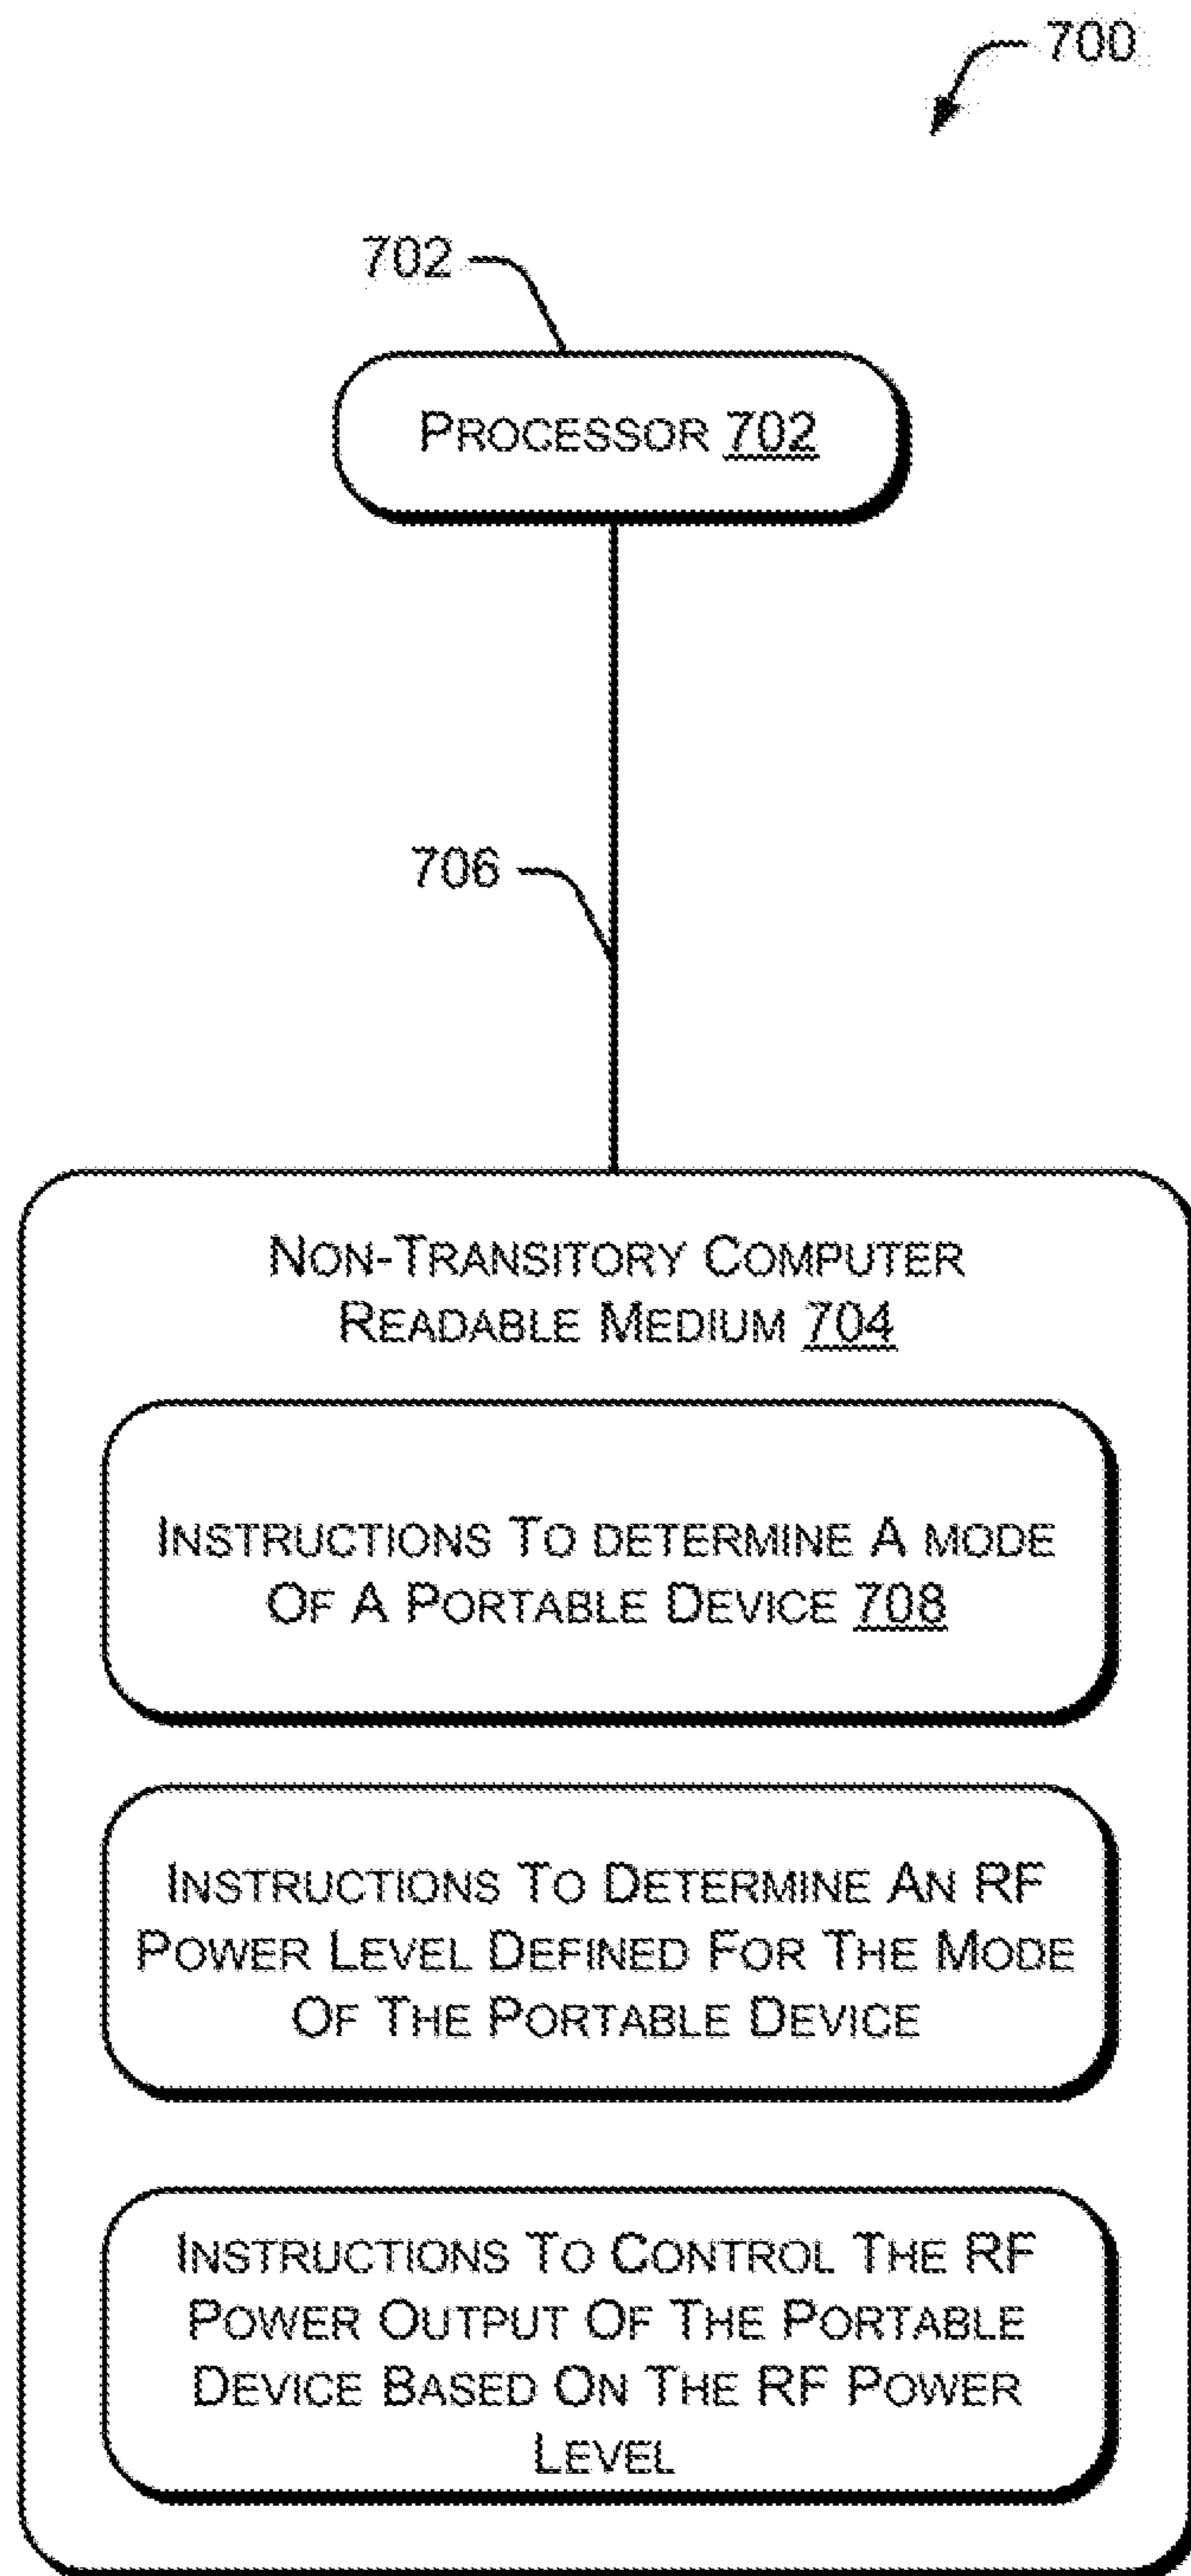 700
702
PROCESSOR 702
706
NON-TRANSITORY COMPUTER
READABLE MEDIUM 704
INSTRUCTIONS TO DETERMINE A MODE
OF A PORTABLE DEVICE 708
INSTRUCTIONS TO DETERMINE AN RF
POWER LEVEL DEFINED FOR THE MODE
OF THE PORTABLE DEVICE
INSTRUCTIONS TO CONTROL THE RF
POWER OUTPUT OF THE PORTABLE
DEVICE BASED ON THE RF POWER
LEVEL